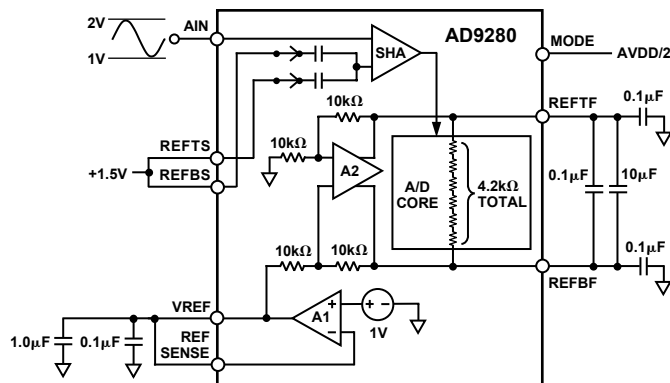 2V
AIN
1V
SHA
AD9280
MODE
AVDD/2
10kΩ
REFTF
0.1μF
10kΩ
REFTS
+1.5V
REFBS
A2
A/D
CORE
4.2kΩ
TOTAL
0.1μF
10μF
10kΩ
10kΩ
0.1μF
REFBF
VREF
A1
+
−
+ −
1V
1.0μF
0.1μF
REF
SENSE